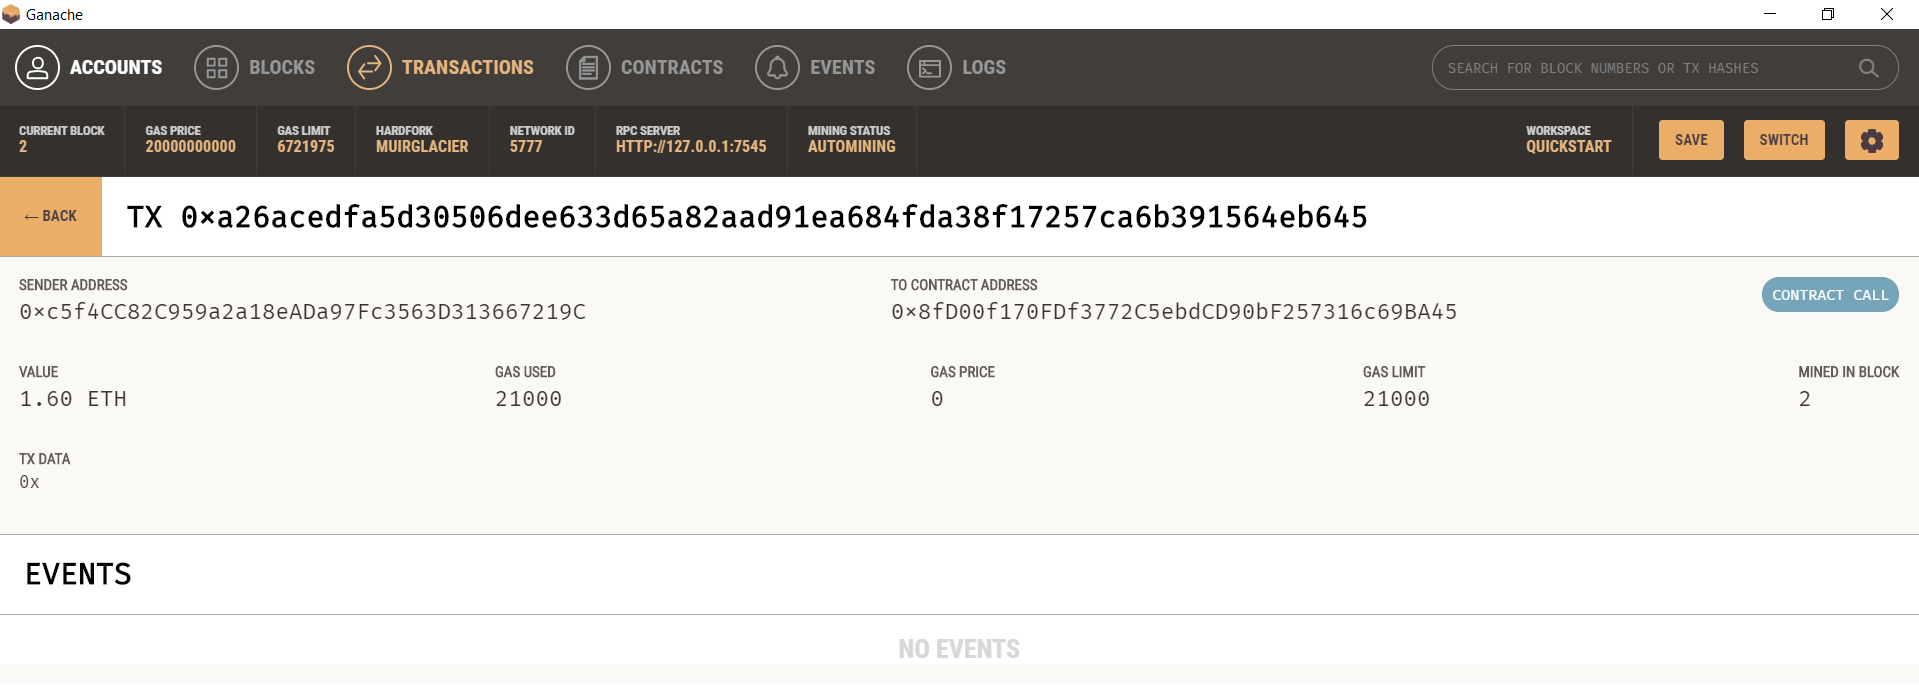 Ganache
ACCOUNTS BLOCKS TRANSACTIONS CONTRACTS EVENTS LOGS SEARCH FOR BLOCK NUMBERS OR TX HASHES
CURRENT BLOCK GAS PRICE GAS LIMIT HARDFORK NETWORK ID RPC SERVER MINING STATUS WORKSPACE
2 20000000000 6721975 MUIRGLACIER 5777 HTTP://127.0.0.1:7545 AUTOMINING QUICKSTART SAVE SWITCH
← BACK TX 0×a26acedfa5d30506dee633d65a82aad91ea684fda38f17257ca6b391564eb645
SENDER ADDRESS TO CONTRACT ADDRESS
0×c5f4CC82C959a2a18eADa97Fc3563D313667219C 0×8fD00f170FDf3772C5ebdCD90bF257316c69BA45 CONTRACT CALL
VALUE GAS USED GAS PRICE GAS LIMIT MINED IN BLOCK
1.60 ETH 21000 0 21000 2
TX DATA
0x
EVENTS
NO EVENTS